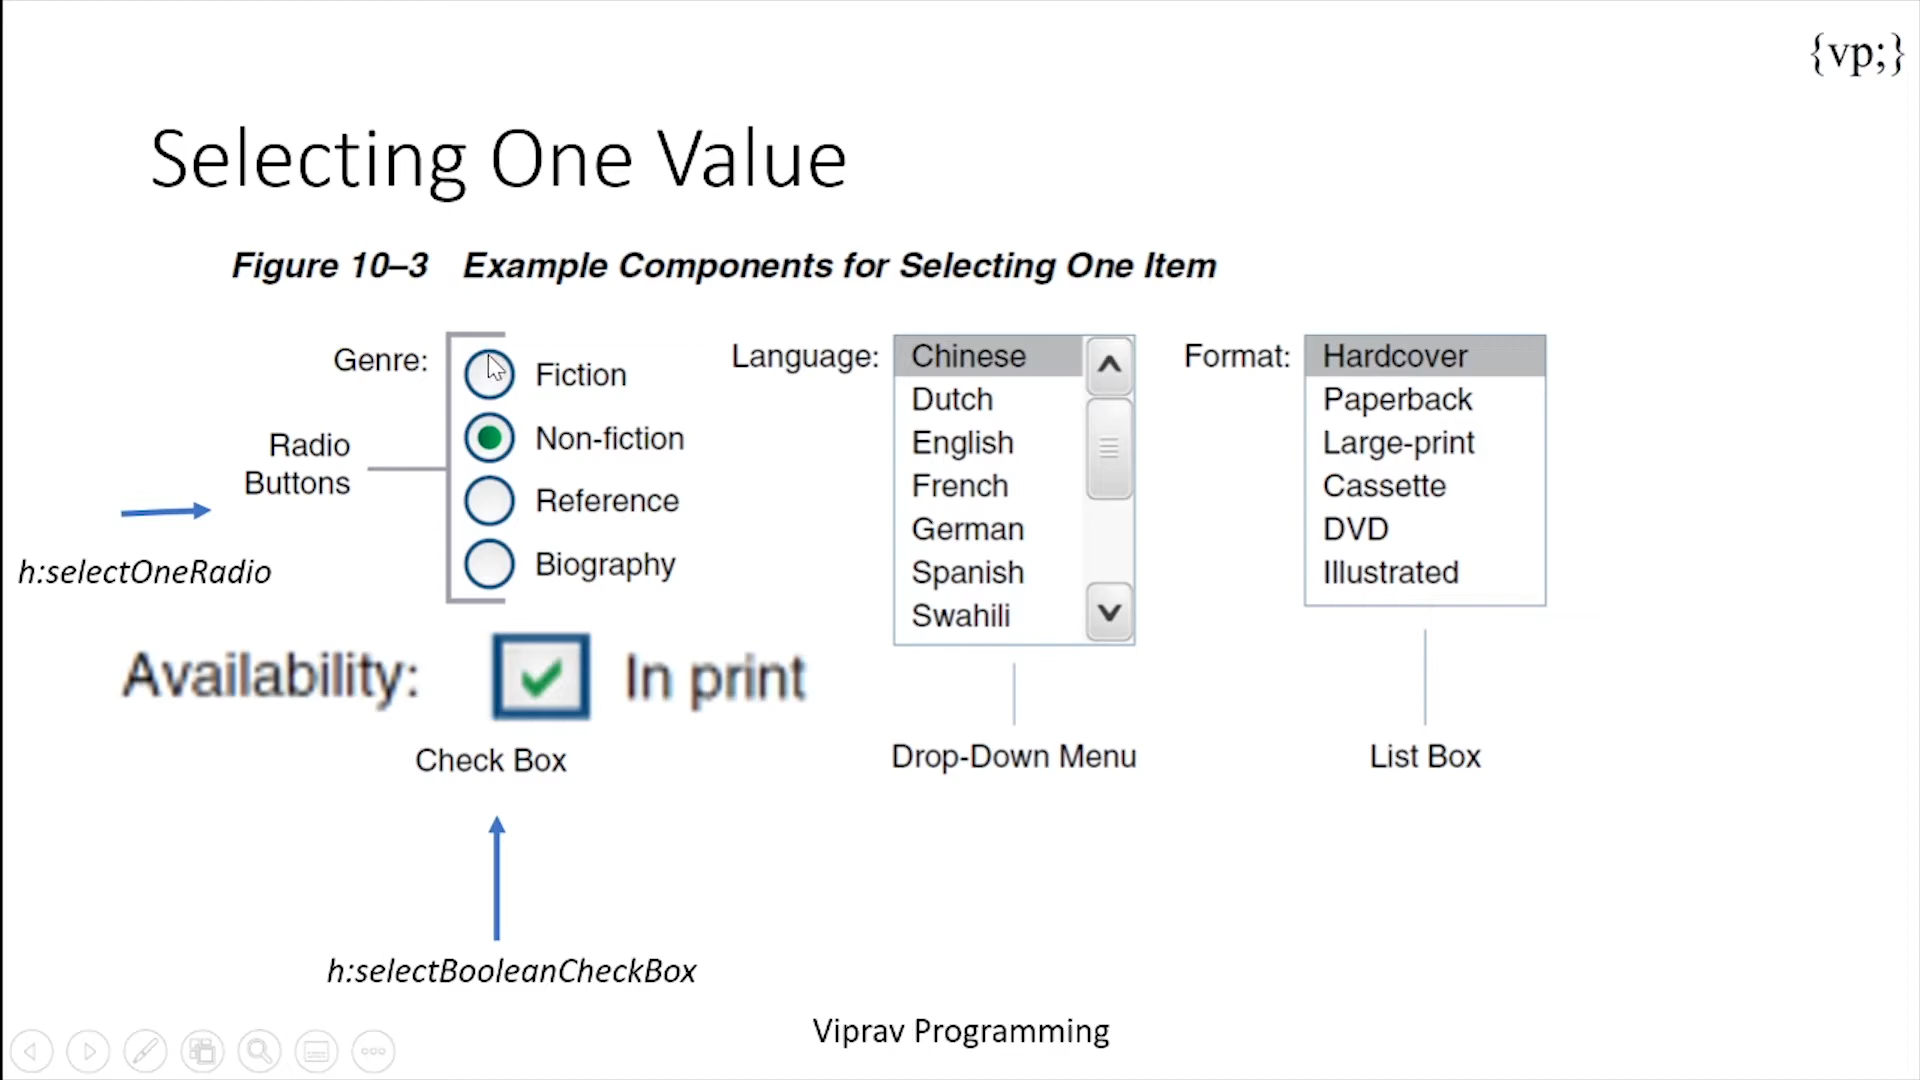 {vp;}
Selecting One Value
Figure 10–3 Example Components for Selecting One Item
Genre:
Radio
Buttons
Fiction
Non-fiction
Reference
Biography
h:selectOneRadio
Language:
Chinese
Dutch
English
French
German
Spanish
Swahili
Format:
Hardcover
Paperback
Large-print
Cassette
DVD
Illustrated
Availability: In print
Check Box
Drop-Down Menu
List Box
h:selectBooleanCheckBox
Viprav Programming